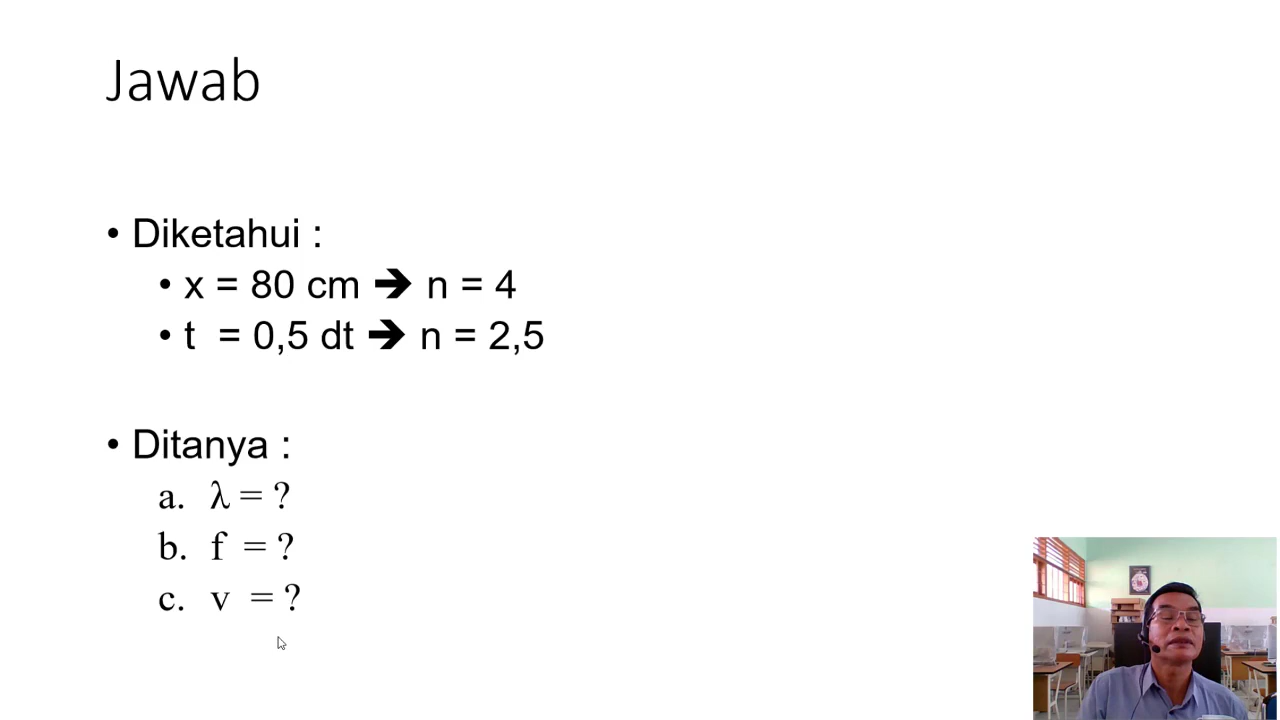 Jawab
• Diketahui :
• x = 80 cm ➔ n = 4
• t = 0,5 dt ➔ n = 2,5
• Ditanya :
a. λ = ?
b. f = ?
c. v = ?